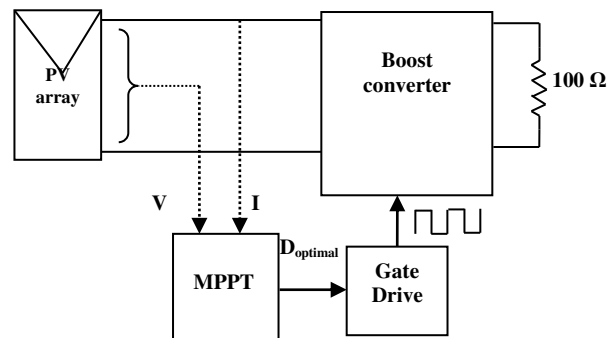 PV
array
Boost
converter
100 Ω
V
I
D optimal
MPPT
Gate
Drive